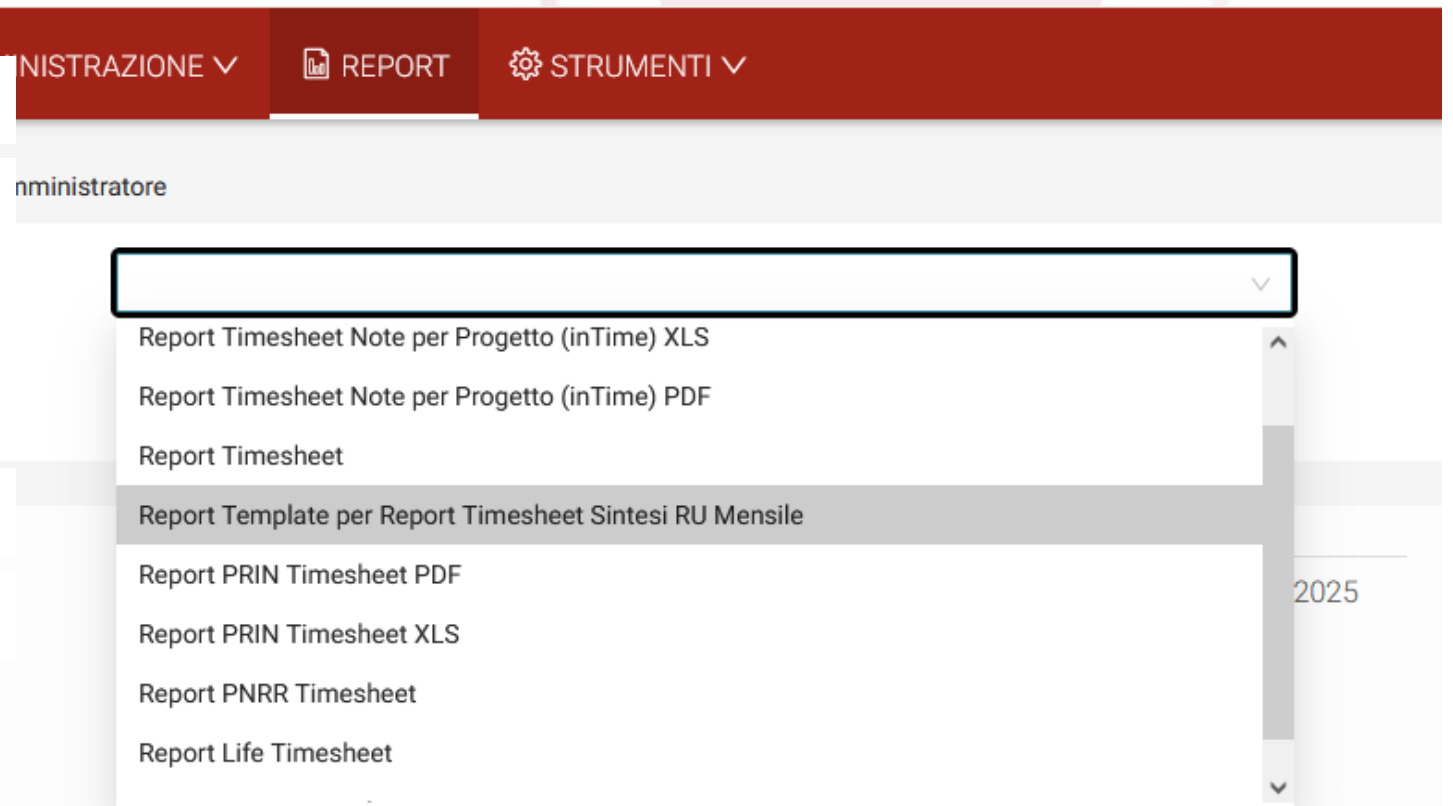 NISTRAZIONE REPORT STRUMENTI
mministratore
Report Timesheet Note per Progetto (inTime) XLS
Report Timesheet Note per Progetto (inTime) PDF
Report Timesheet
Report Template per Report Timesheet Sintesi RU Mensile
Report PRIN Timesheet PDF
2025
Report PRIN Timesheet XLS
Report PNRR Timesheet
Report Life Timesheet